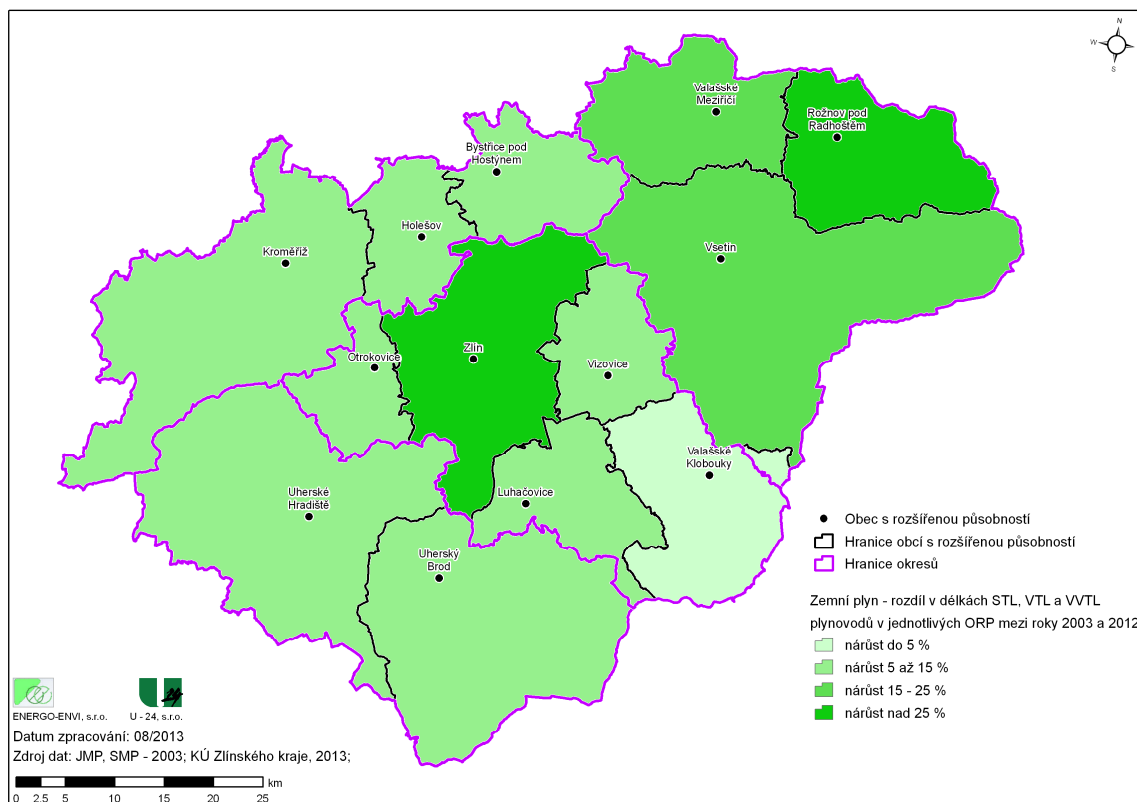 N
W
S
Valašské
Meziříčí
Rožnov pod
Radhoštěm
Bystřice pod
Hostýnem
Holešov
Kroměříž
Vsetín
Otrokovice
Zlín
Vizovice
Valašské
Klobouky
Uherské
Hradiště
Luhačovice
Uherský
Brod
Obec s rozšířenou působností
Hranice obcí s rozšířenou působností
Hranice okresů
Zemní plyn - rozdíl v délkách STL, VTL a VVTL
plynovodů v jednotlivých ORP mezi roky 2003 a 2012
nárůst do 5 %
nárůst 5 až 15 %
nárůst 15 - 25 %
nárůst nad 25 %
ENERGO-ENVI, s.r.o. U - 24, s.r.o.
Datum zpracování: 08/2013
Zdroj dat: JMP, SMP - 2003; KÚ Zlínského kraje, 2013;
km
0 2.5 5 10 15 20 25